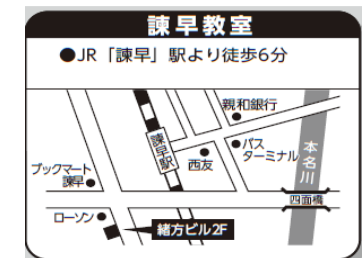 諫早教室
●JR「諫早」駅より徒歩6分
親和銀行
諫早駅
西友
バス
ターミナル
本名川
ブックマート
諫早
四面橋
ローソン
緒方ビル2F